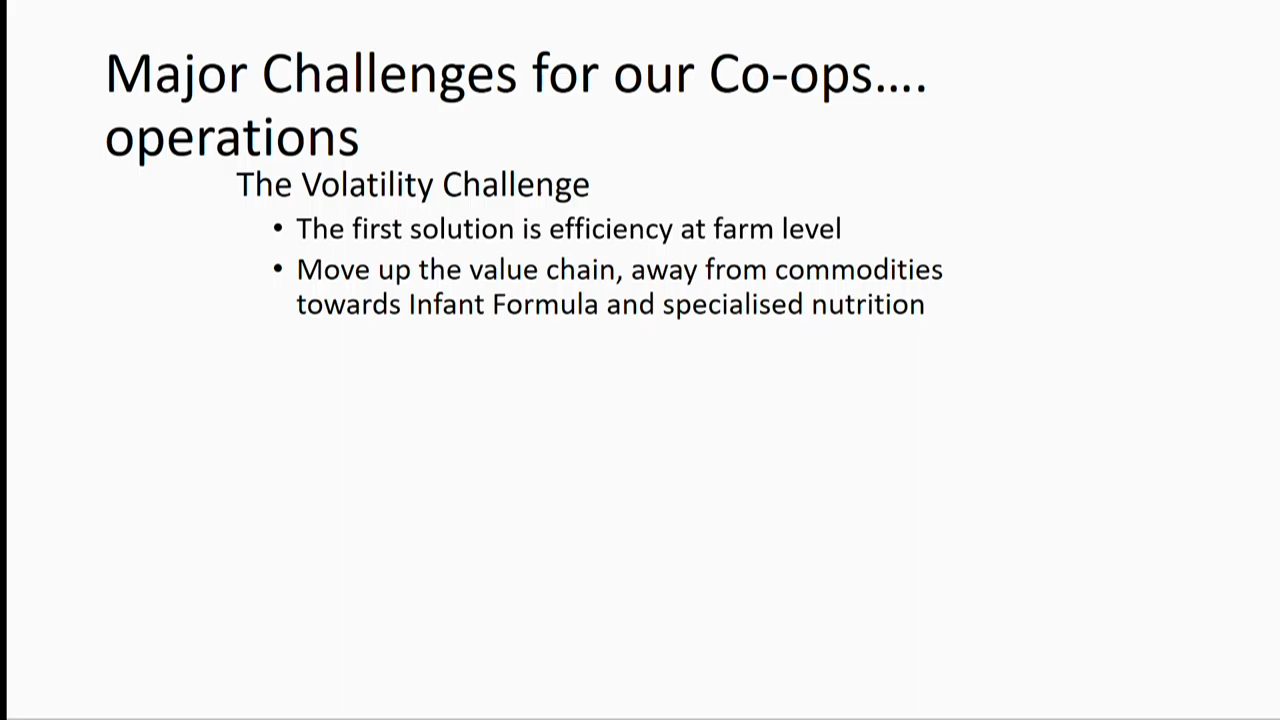 Major Challenges for our Co-ops....
operations
The Volatility Challenge
• The first solution is efficiency at farm level
• Move up the value chain, away from commodities
towards Infant Formula and specialised nutrition